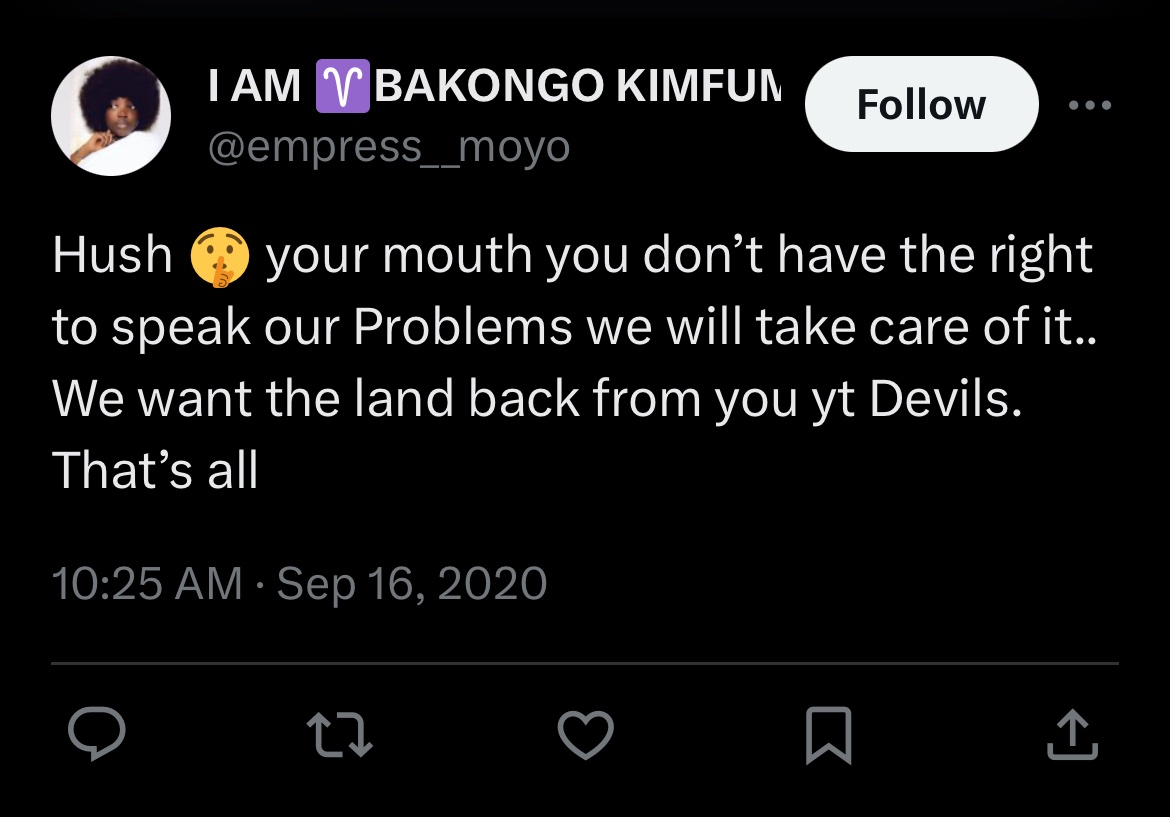 I AM ♈BAKONGO KIMFUM
Follow
@empress__moyo
Hush 🤫 your mouth you don’t have the right
to speak our Problems we will take care of it..
We want the land back from you yt Devils.
That’s all
10:25 AM · Sep 16, 2020